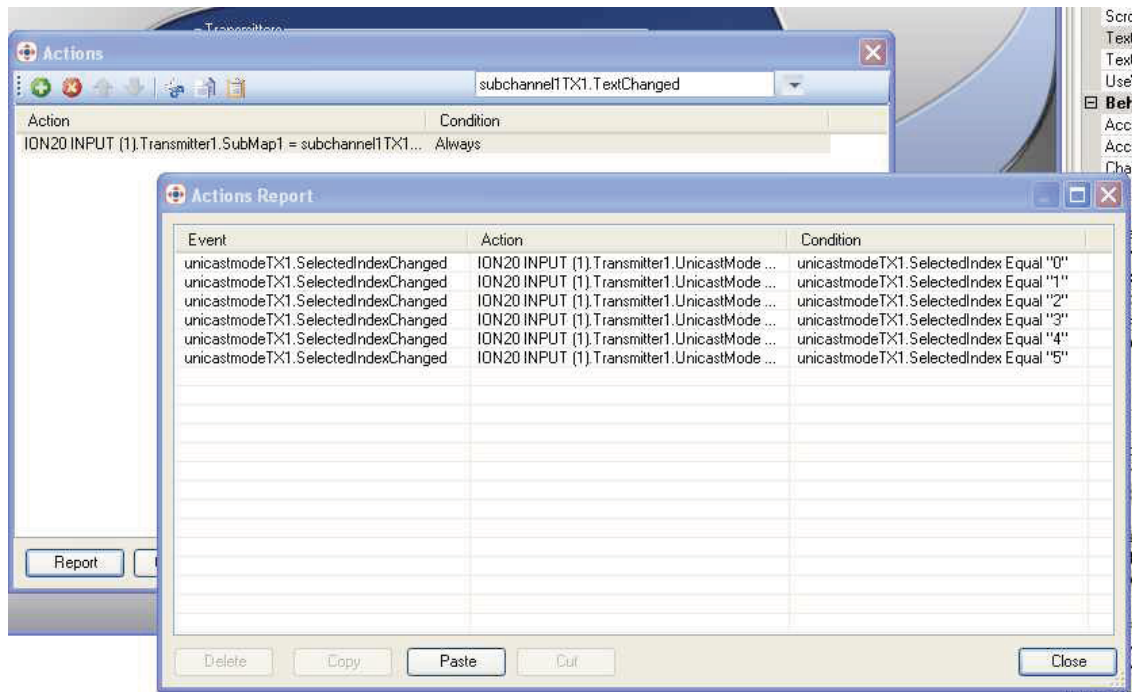 Transmitters
Actions
subchannel1TX1.TextChanged
Action Condition
ION20 INPUT (1).Transmitter1.SubMap1 = subchannel1TX1... Always
Actions Report
Event Action Condition
unicastmodeTX1.SelectedIndexChanged ION20 INPUT (1).Transmitter1.UnicastMode ... unicastmodeTX1.SelectedIndex Equal "0"
unicastmodeTX1.SelectedIndexChanged ION20 INPUT (1).Transmitter1.UnicastMode ... unicastmodeTX1.SelectedIndex Equal "1"
unicastmodeTX1.SelectedIndexChanged ION20 INPUT (1).Transmitter1.UnicastMode ... unicastmodeTX1.SelectedIndex Equal "2"
unicastmodeTX1.SelectedIndexChanged ION20 INPUT (1).Transmitter1.UnicastMode ... unicastmodeTX1.SelectedIndex Equal "3"
unicastmodeTX1.SelectedIndexChanged ION20 INPUT (1).Transmitter1.UnicastMode ... unicastmodeTX1.SelectedIndex Equal "4"
unicastmodeTX1.SelectedIndexChanged ION20 INPUT (1).Transmitter1.UnicastMode ... unicastmodeTX1.SelectedIndex Equal "5"
Report
Delete Copy Paste Cut Close
Scro
Text
Text
Use
Beh
Acc
Acc
Cha